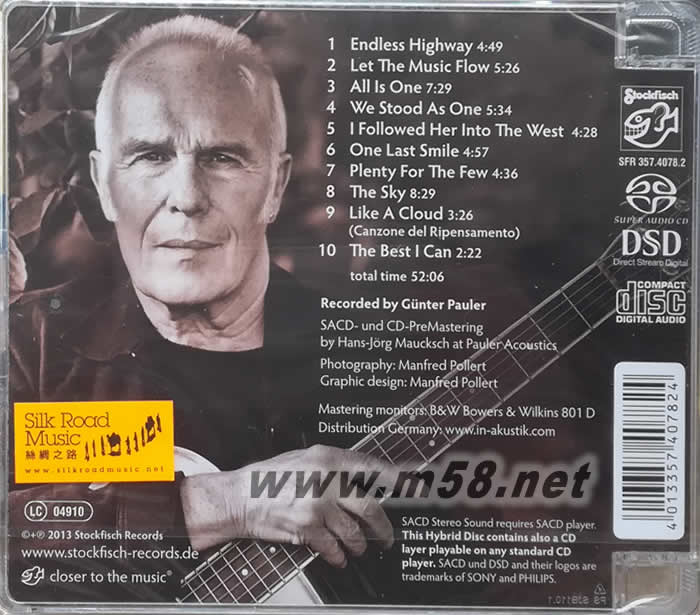 1 Endless Highway 4:49
2 Let The Music Flow 5:26
3 All Is One 7:29
4 We Stood As One 5:34
5 I Followed Her Into The West 4:28
6 One Last Smile 4:57
7 Plenty For The Few 4:36
8 The Sky 8:29
9 Like A Cloud 3:26
(Canzone del Ripensamento)
10 The Best I Can 2:22
total time 52:06
Recorded by Günter Pauler
SACD- und CD-PreMastering
by Hans-Jörg Maucksch at Pauler Acoustics
Photography: Manfred Pollert
Graphic design: Manfred Pollert
Mastering monitors: B&W Bowers & Wilkins 801 D
Distribution Germany: www.in-akustik.com
Stockfisch
SFR 357.4078.2
SUPER AUDIO CD
DSD
Direct Stream Digital
COMPACT
disc
DIGITAL AUDIO
4 013357 407824
Silk Road
Music
絲綢之路
www.silkroadmusic.net
www.m58.net
LC 04910
©+℗ 2013 Stockfisch Records
www.stockfisch-records.de
closer to the music®
SACD Stereo Sound requires SACD player.
This Hybrid Disc contains also a CD
layer playable on any standard CD
player. SACD und DSD and their logos are
trademarks of SONY and PHILIPS.